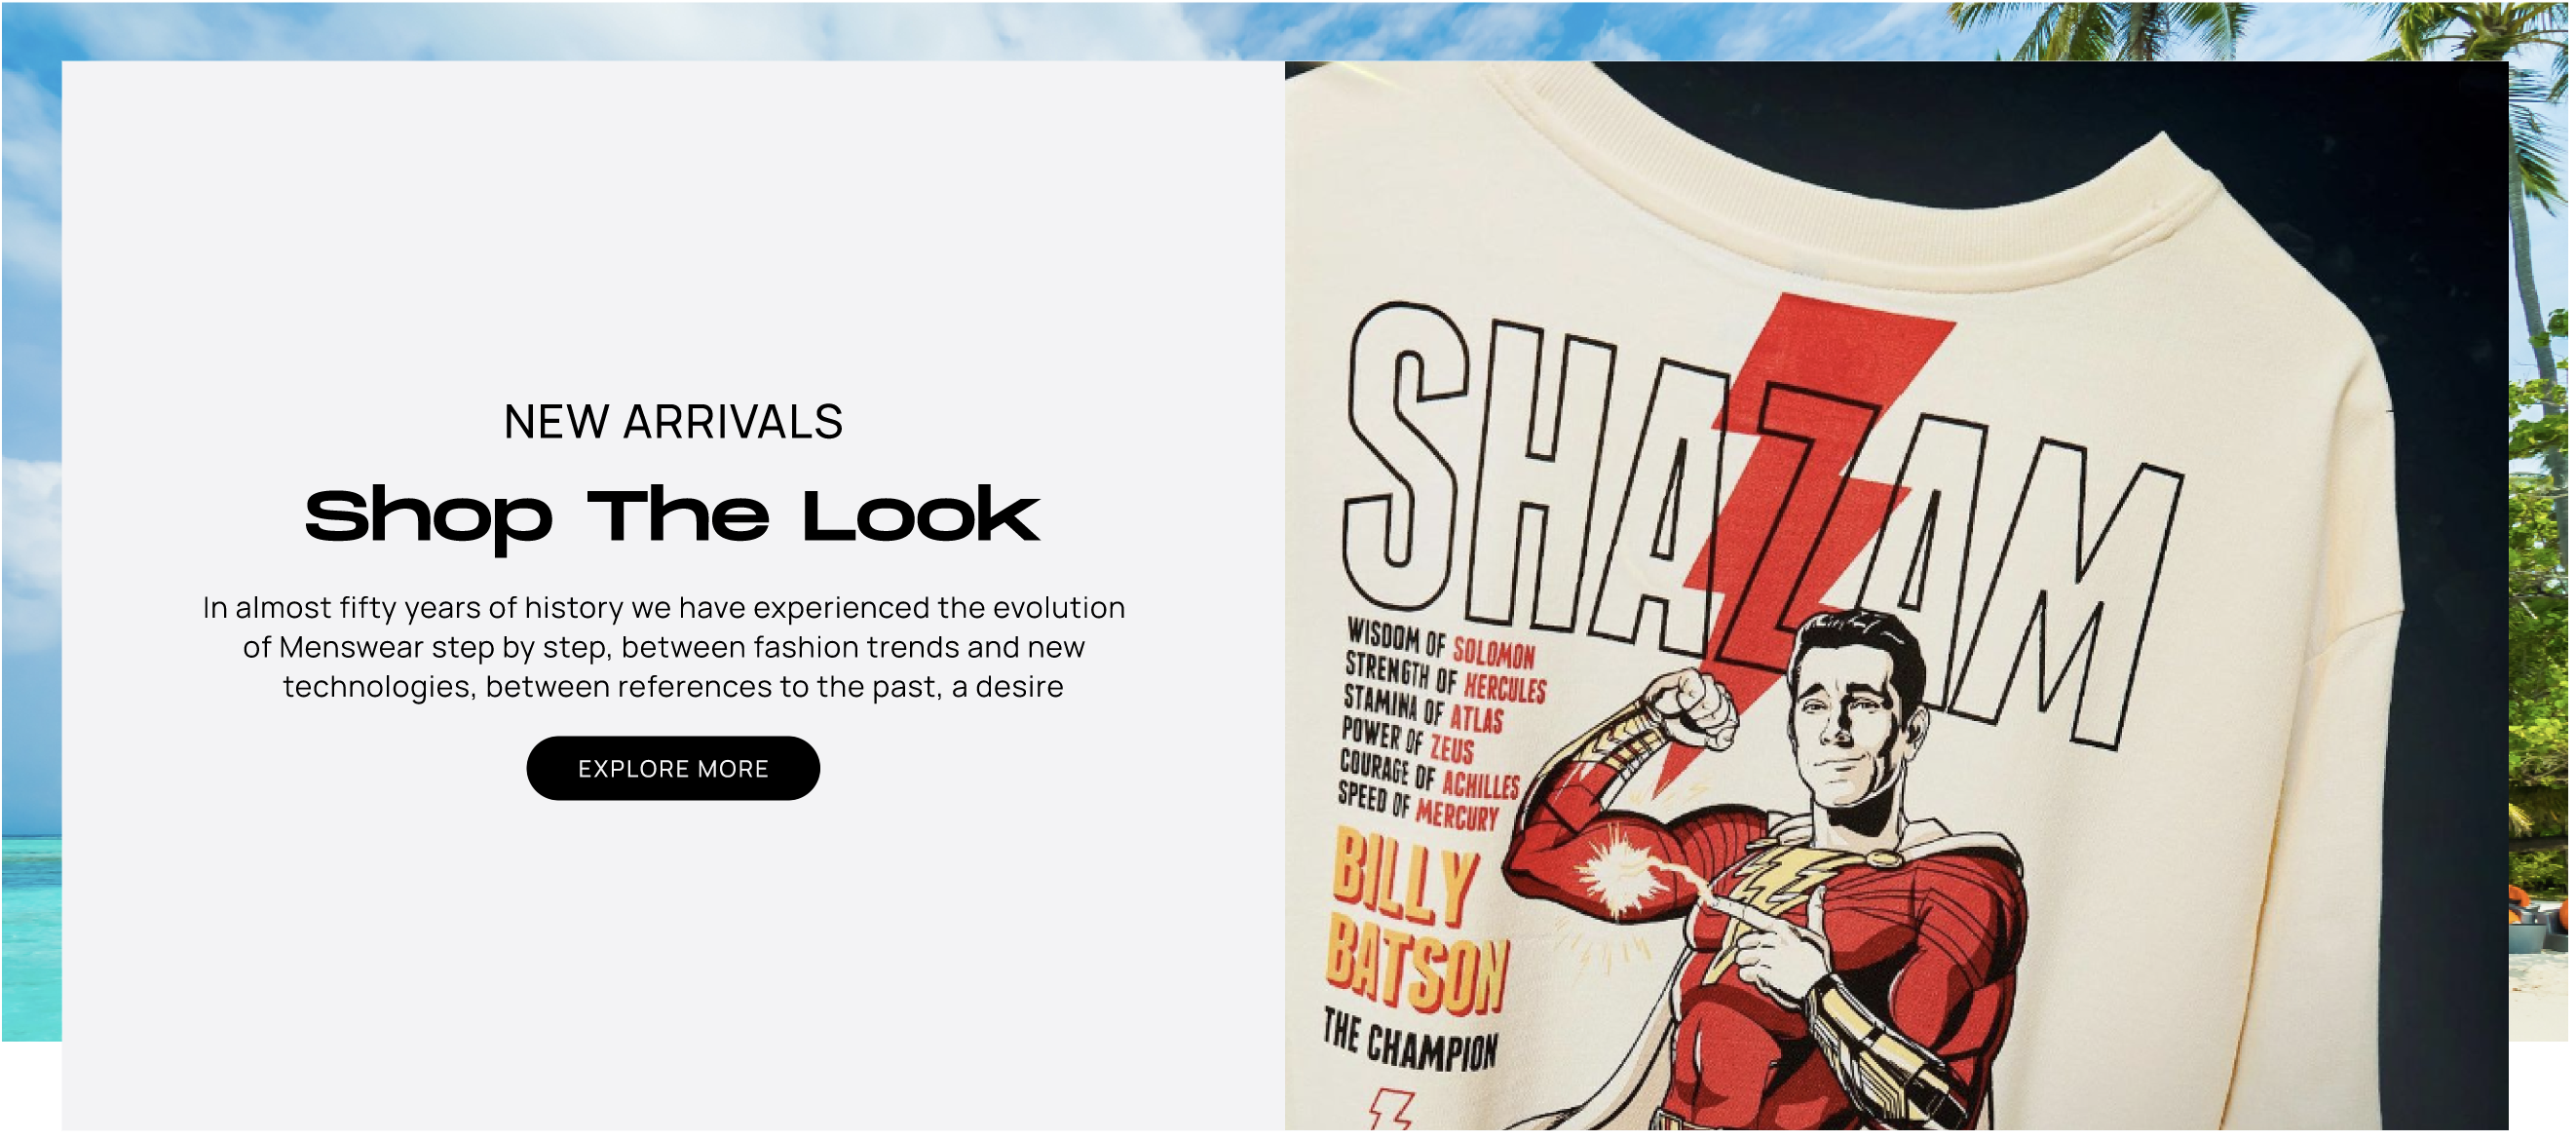 NEW ARRIVALS
Shop The Look
In almost fifty years of history we have experienced the evolution
of Menswear step by step, between fashion trends and new
technologies, between references to the past, a desire
EXPLORE MORE
SHAZAM
WISDOM OF SOLOMON
STRENGTH OF HERCULES
STAMINA OF ATLAS
POWER OF ZEUS
COURAGE OF ACHILLES
SPEED OF MERCURY
BILLY
BATSON
THE CHAMPION